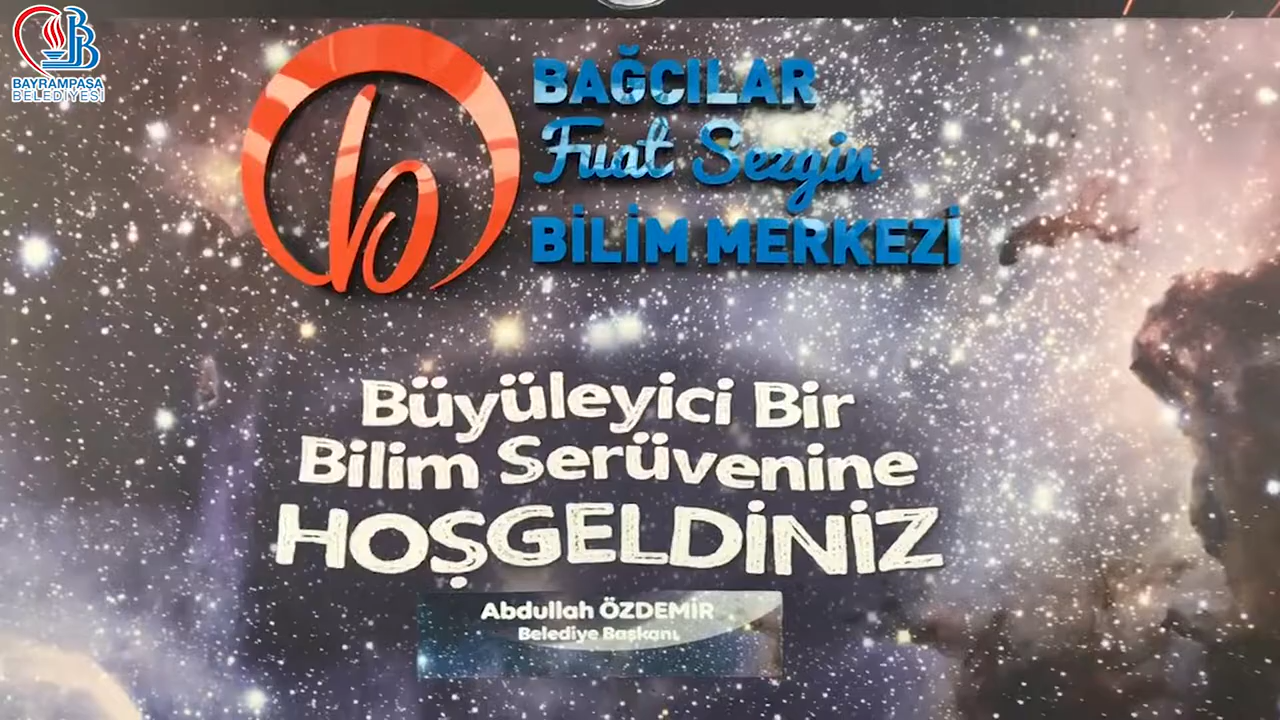 BAYRAMPAŞA
BELEDİYESİ
BAĞCILAR
Fuat Sezgin
BİLİM MERKEZİ
Büyüleyici Bir
Bilim Serüvenine
HOŞGELDİNİZ
Abdullah ÖZDEMİR
Belediye Başkanı